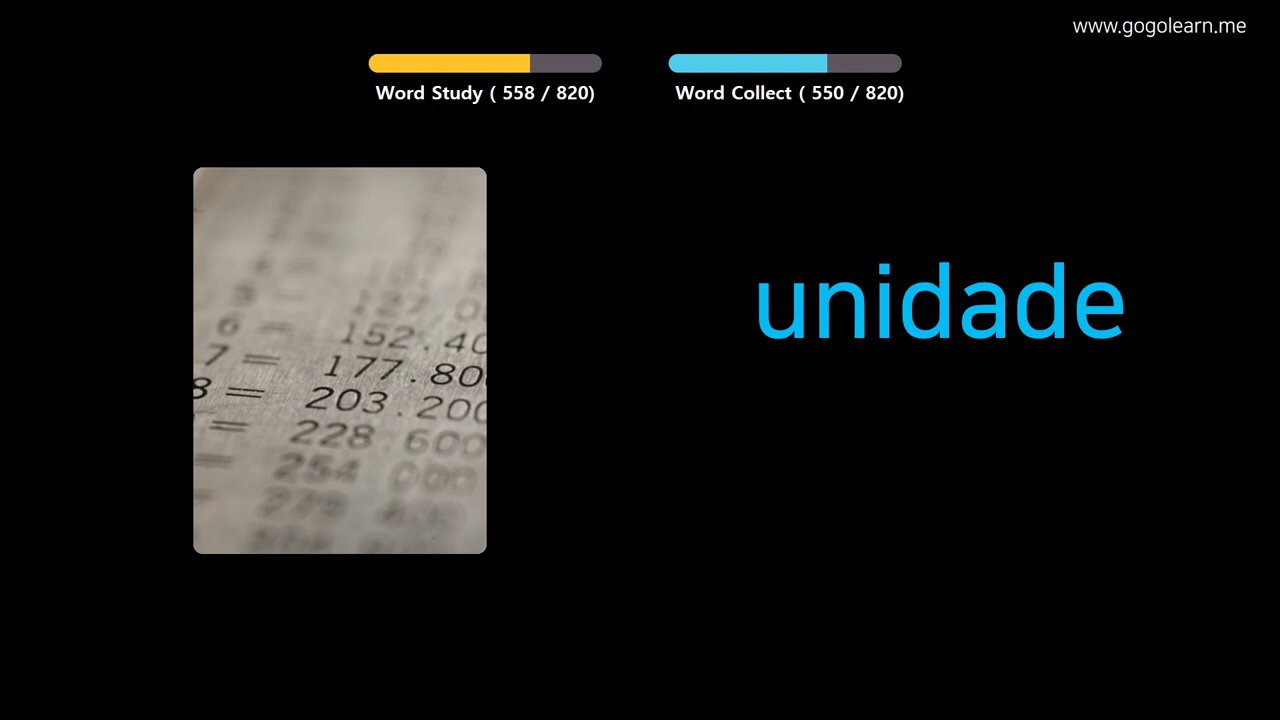 www.gogolearn.me
Word Study ( 558 / 820)
Word Collect ( 550 / 820)
unidade
6 = 152.40
7 = 177.80
8 = 203.200
= 228.600
= 254